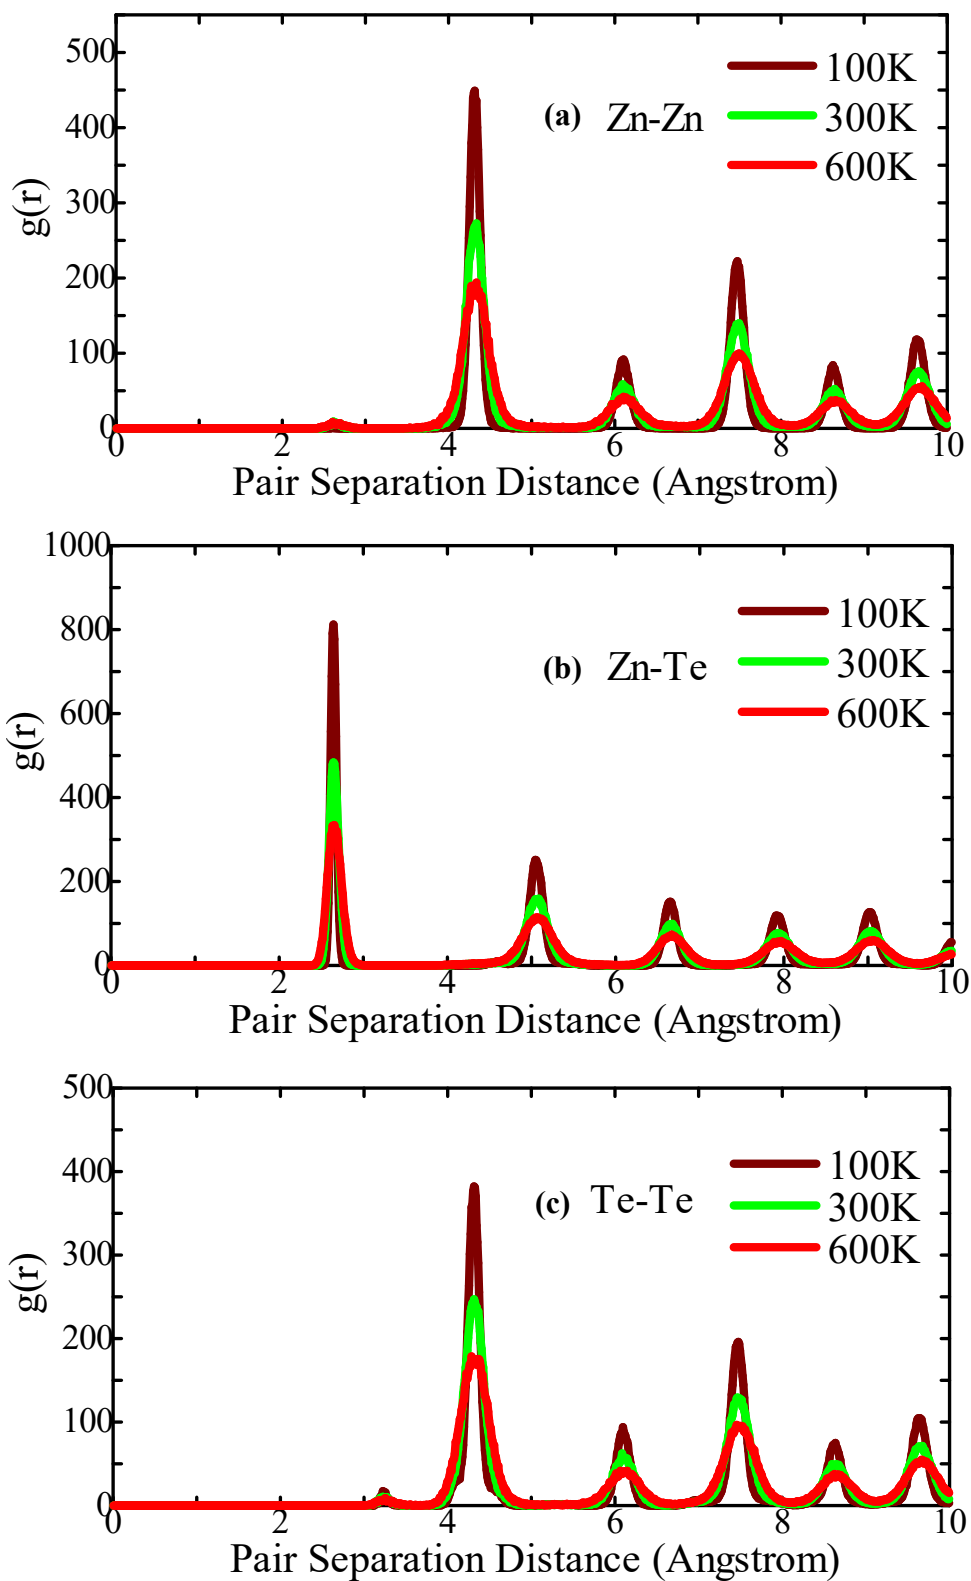 500
400
300
200
100
0
g(r)
(a) Zn-Zn
100K
300K
600K
0 2 4 6 8 10
Pair Separation Distance (Angstrom)
1000
800
600
400
200
0
g(r)
(b) Zn-Te
100K
300K
600K
0 2 4 6 8 10
Pair Separation Distance (Angstrom)
500
400
300
200
100
0
g(r)
(c) Te-Te
100K
300K
600K
0 2 4 6 8 10
Pair Separation Distance (Angstrom)